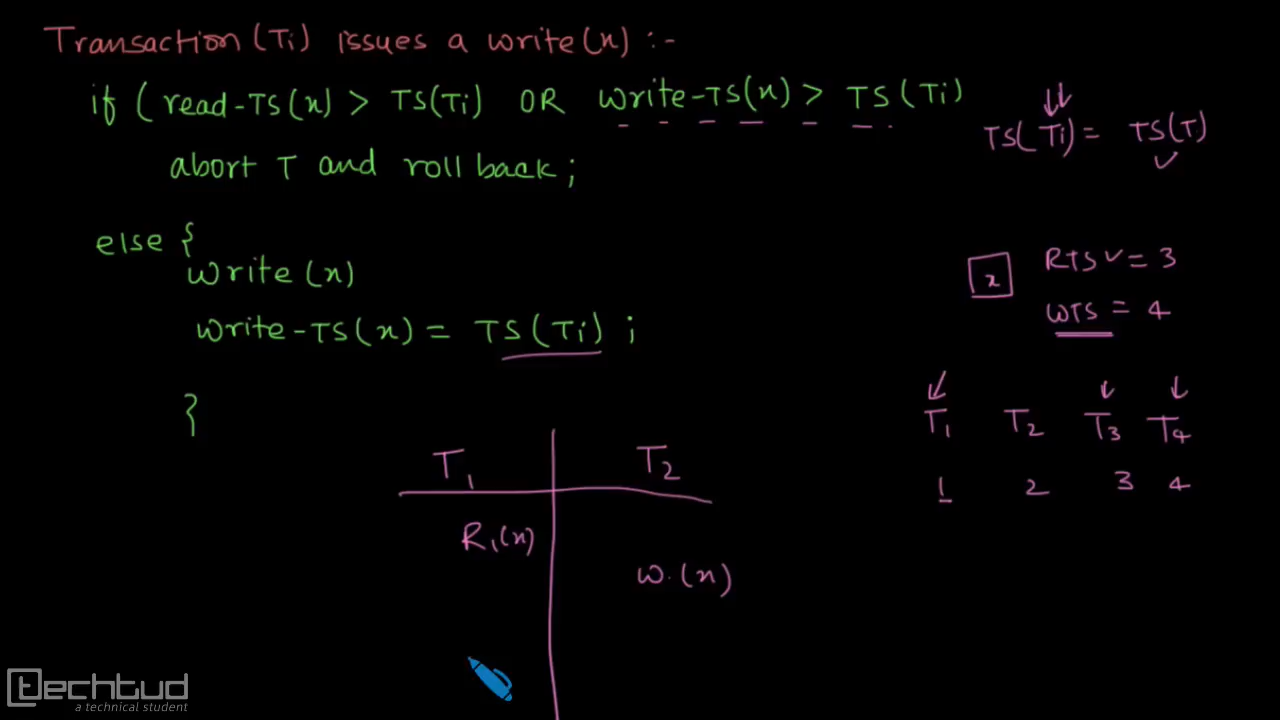 Transaction (Ti) issues a write(x) :-
if ( read-TS(x) > TS(Ti) OR write-TS(x) > TS(Ti)
abort T and roll back ;
else {
write (x)
write-TS(x) = TS(Ti) ;
}
TS(Ti) = TS(T)
x
RTS = 3
WTS = 4
T1 T2 T3 T4
1 2 3 4
T1 T2
R1(x)
W.(x)
techtud
a technical student